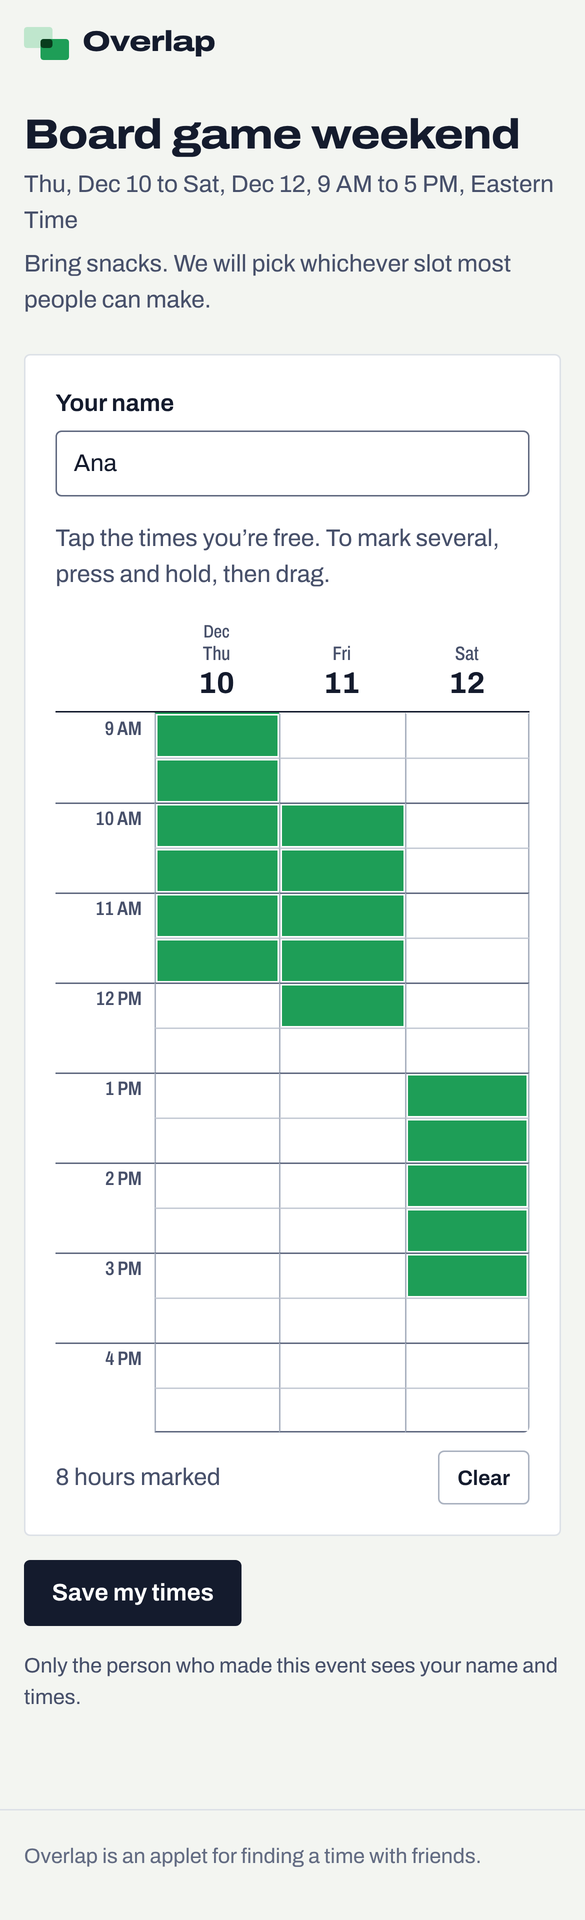 Overlap
Board game weekend
Thu, Dec 10 to Sat, Dec 12, 9 AM to 5 PM, Eastern
Time
Bring snacks. We will pick whichever slot most
people can make.
Your name
Ana
Tap the times you’re free. To mark several,
press and hold, then drag.
Dec
Thu Fri Sat
10 11 12
9 AM
10 AM
11 AM
12 PM
1 PM
2 PM
3 PM
4 PM
8 hours marked Clear
Save my times
Only the person who made this event sees your name and
times.
Overlap is an applet for finding a time with friends.